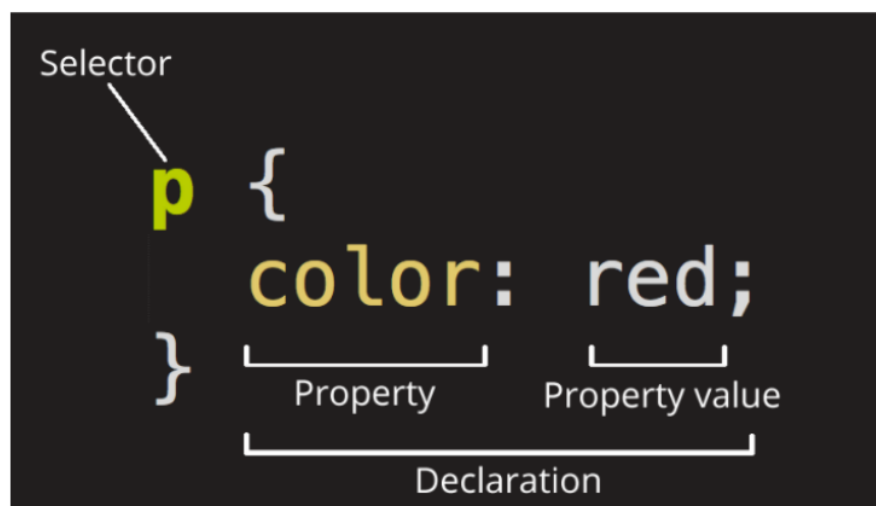 Selector
p {
color: red;
}
Property
Property value
Declaration